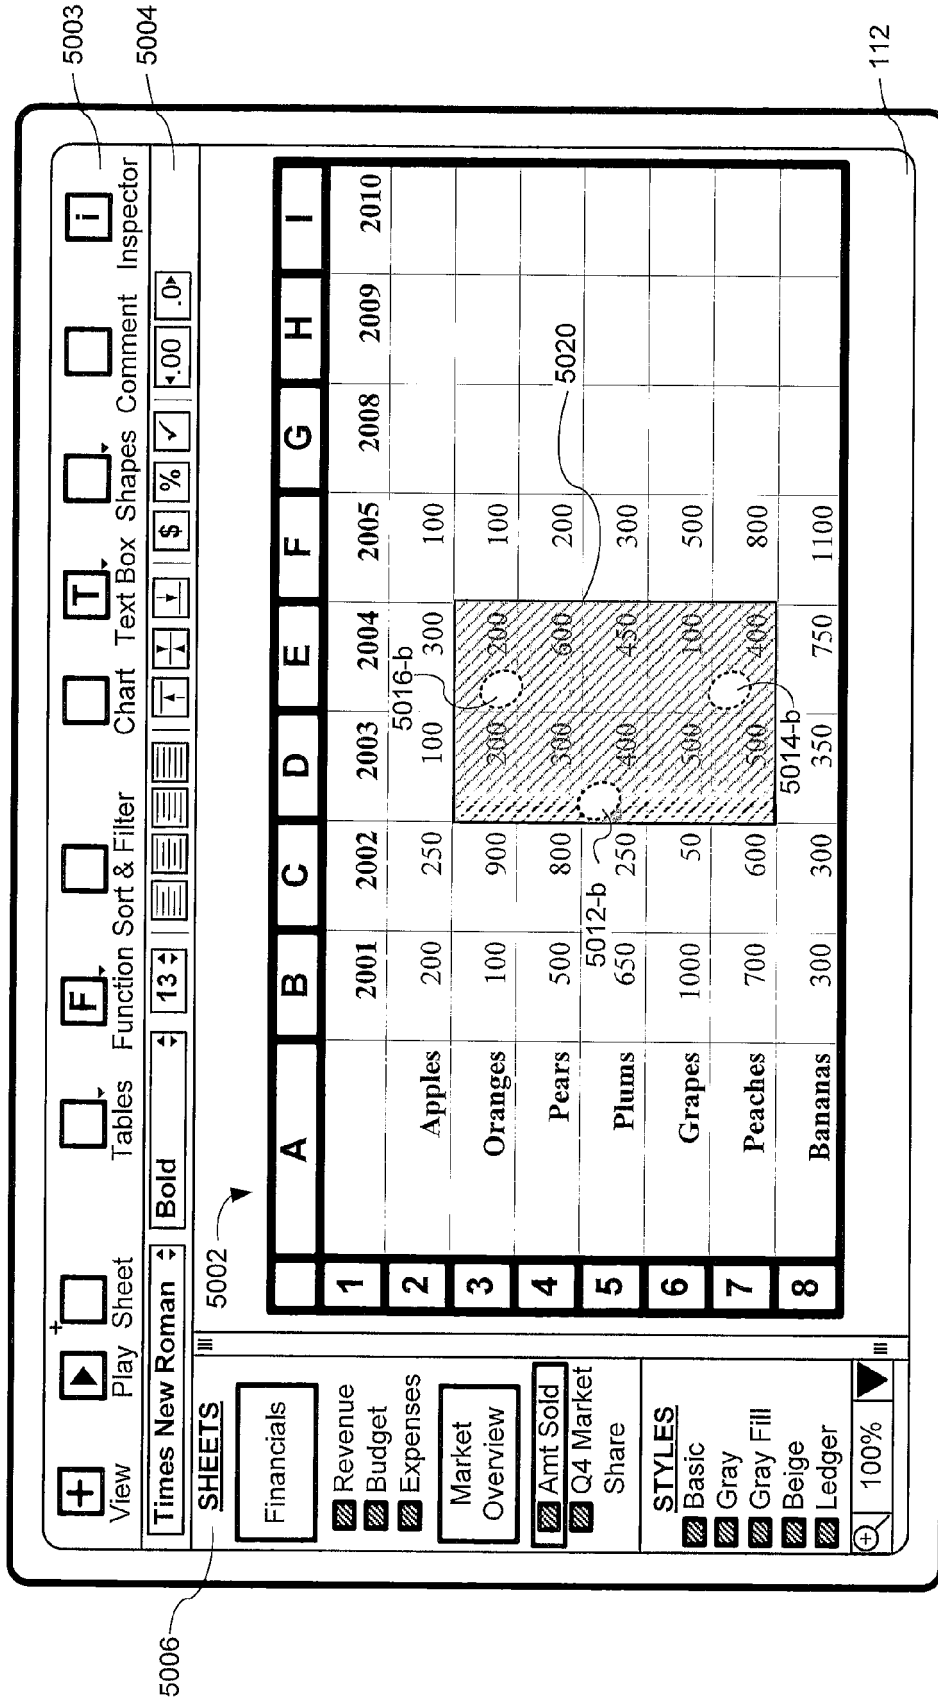 5003
5004
View Play Sheet Tables Function Sort & Filter Chart Text Box Shapes Comment Inspector
+ F T i
Times New Roman Bold 13 $ % ✓ .00 .0
5006
SHEETS
Financials
Revenue
Budget
Expenses
Market
Overview
Amt Sold
Q4 Market
Share
STYLES
Basic
Gray
Gray Fill
Beige
Ledger
100%
5002
A B C D E F G H I
1 2001 2002 2003 2004 2005 2008 2009 2010
2 Apples 200 250 100 300 100
3 Oranges 100 900 200 200 100
4 Pears 500 800 300 600 200
5 Plums 650 250 400 450 300
6 Grapes 1000 50 500 100 500
7 Peaches 700 600 500 400 800
8 Bananas 300 300 350 750 1100
5016-b
5020
5012-b
5014-b
112